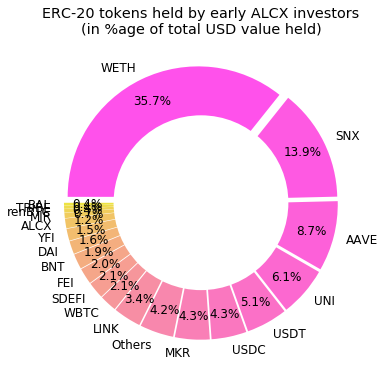 ERC-20 tokens held by early ALCX investors
(in %age of total USD value held)
WETH
35.7%
SNX
13.9%
AAVE
8.7%
UNI
6.1%
USDT
5.1%
USDC
4.3%
MKR
4.3%
Others
4.2%
LINK
3.4%
WBTC
2.1%
SDEFI
2.1%
FEI
2.0%
BNT
1.9%
DAI
1.6%
YFI
1.5%
ALCX
1.2%
MIR
BAL
0.4%